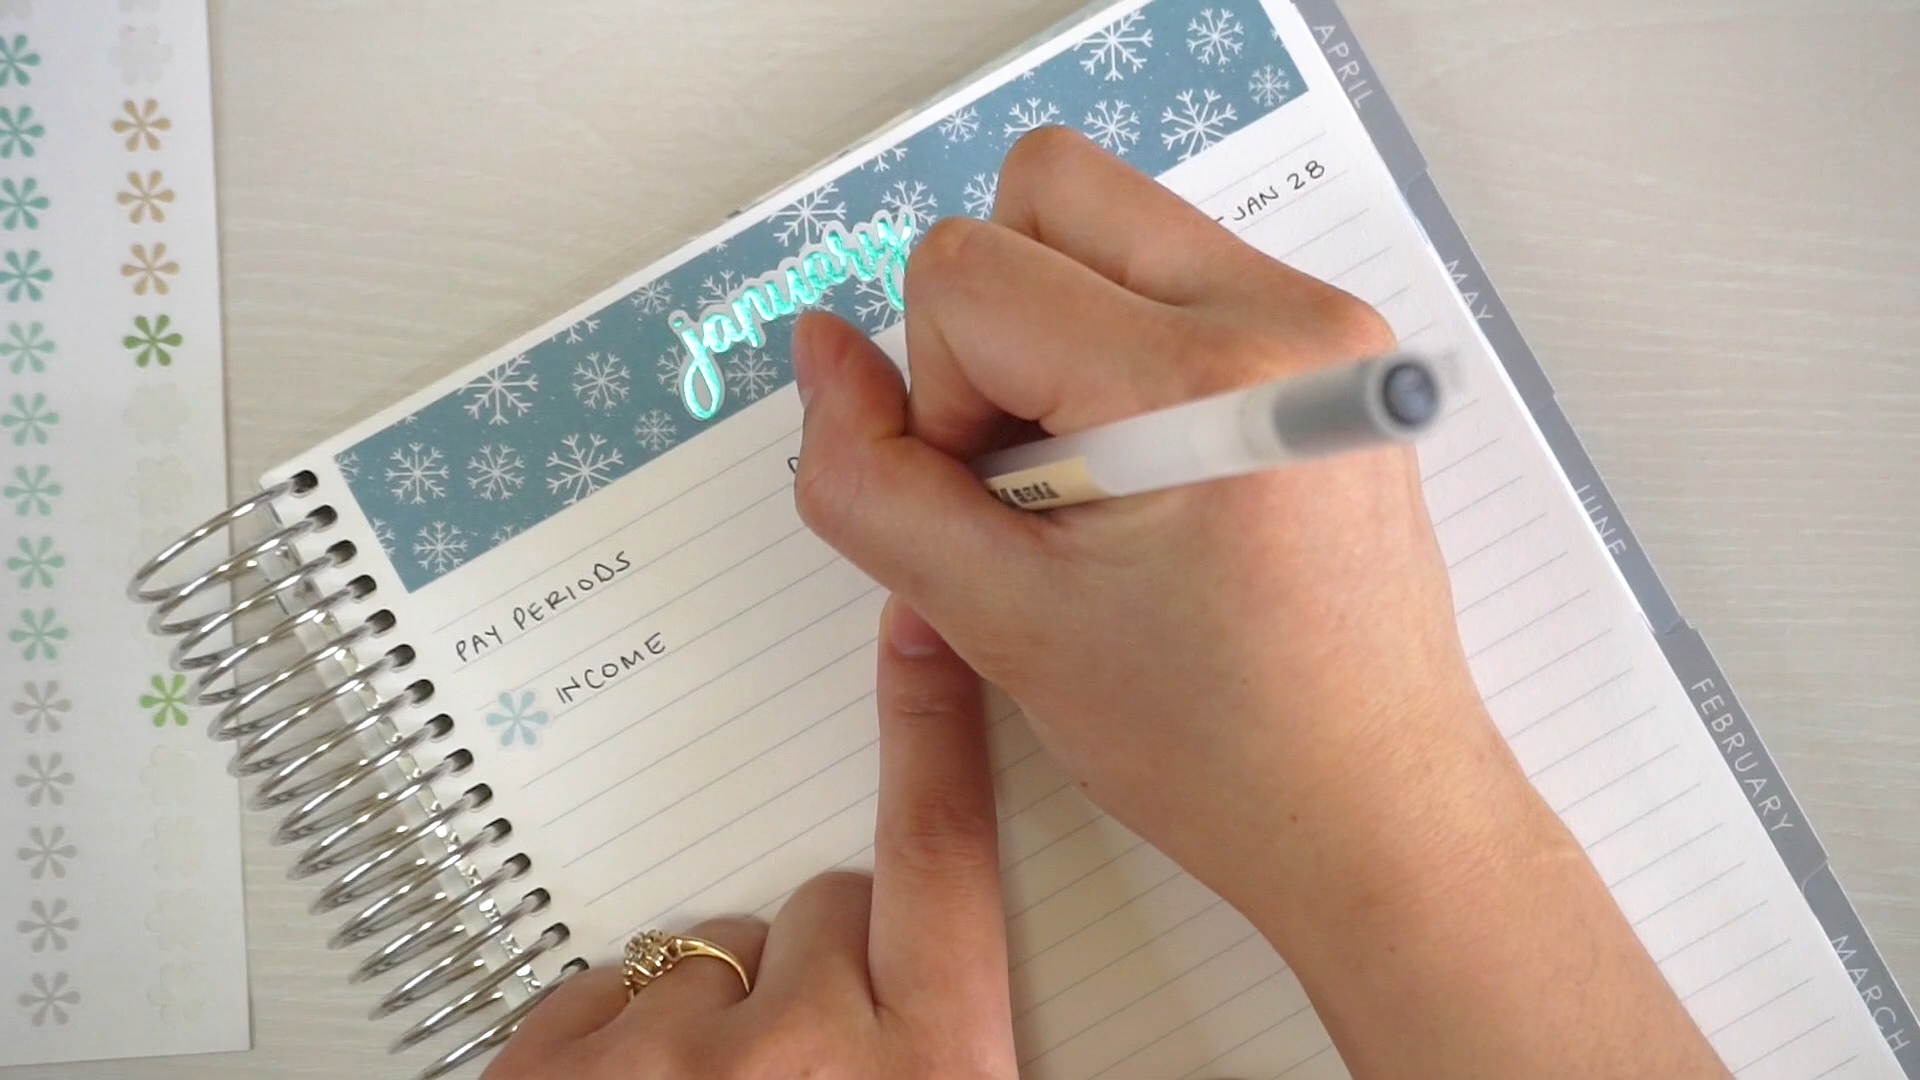 january
- JAN 28
PAY PERIODS
INCOME
APRIL
MAY
JUNE
FEBRUARY
MARCH